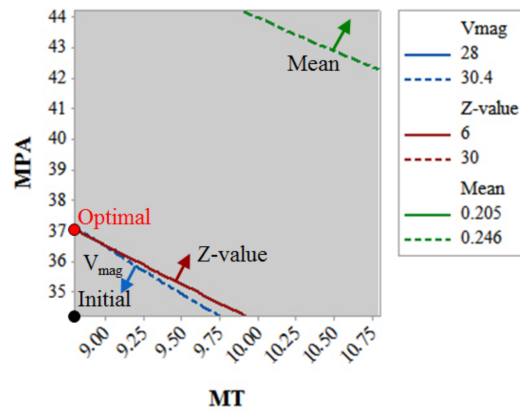 44
43
42
41
40
39
38
37
36
35
MPA
Mean
Optimal
Z-value
Vmag
Initial
9.00
9.25
9.50
9.75
10.00
10.25
10.50
10.75
MT
Vmag
28
30.4
Z-value
6
30
Mean
0.205
0.246